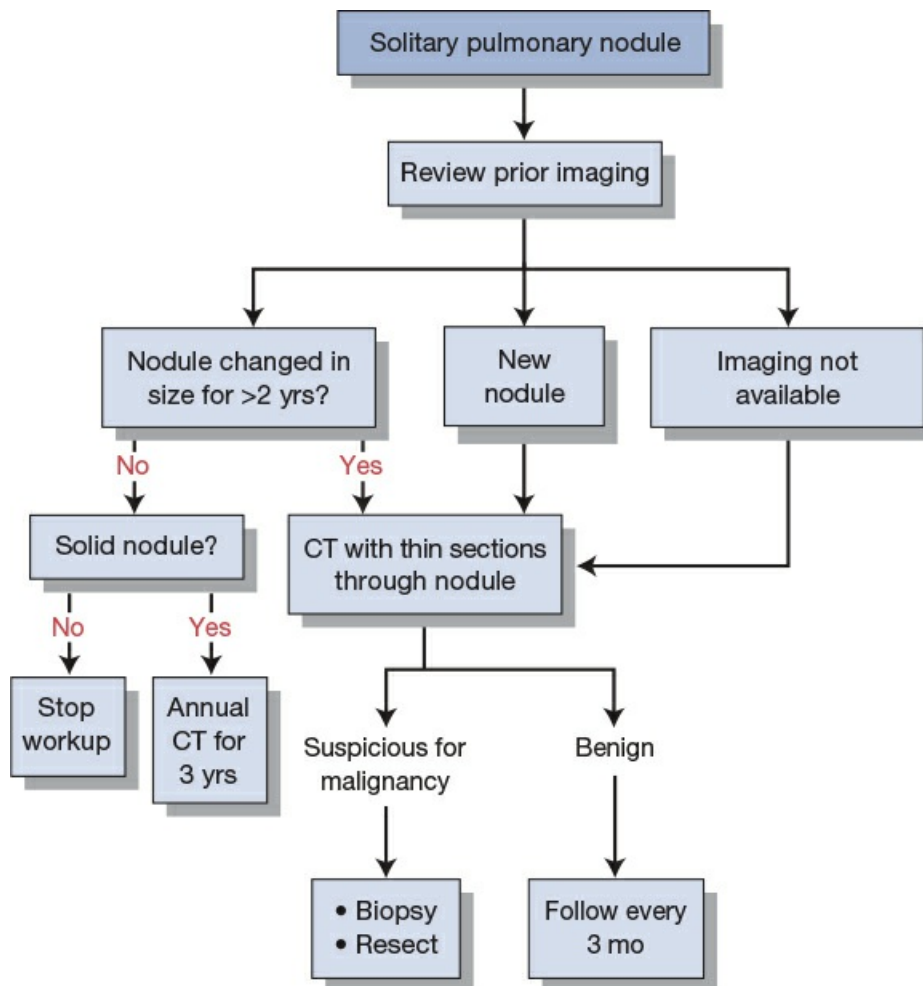 Solitary pulmonary nodule
Review prior imaging
Nodule changed in
size for >2 yrs?
New
nodule
Imaging not
available
No
Yes
Solid nodule?
CT with thin sections
through nodule
No
Yes
Stop
workup
Annual
CT for
3 yrs
Suspicious for
malignancy
Benign
• Biopsy
• Resect
Follow every
3 mo